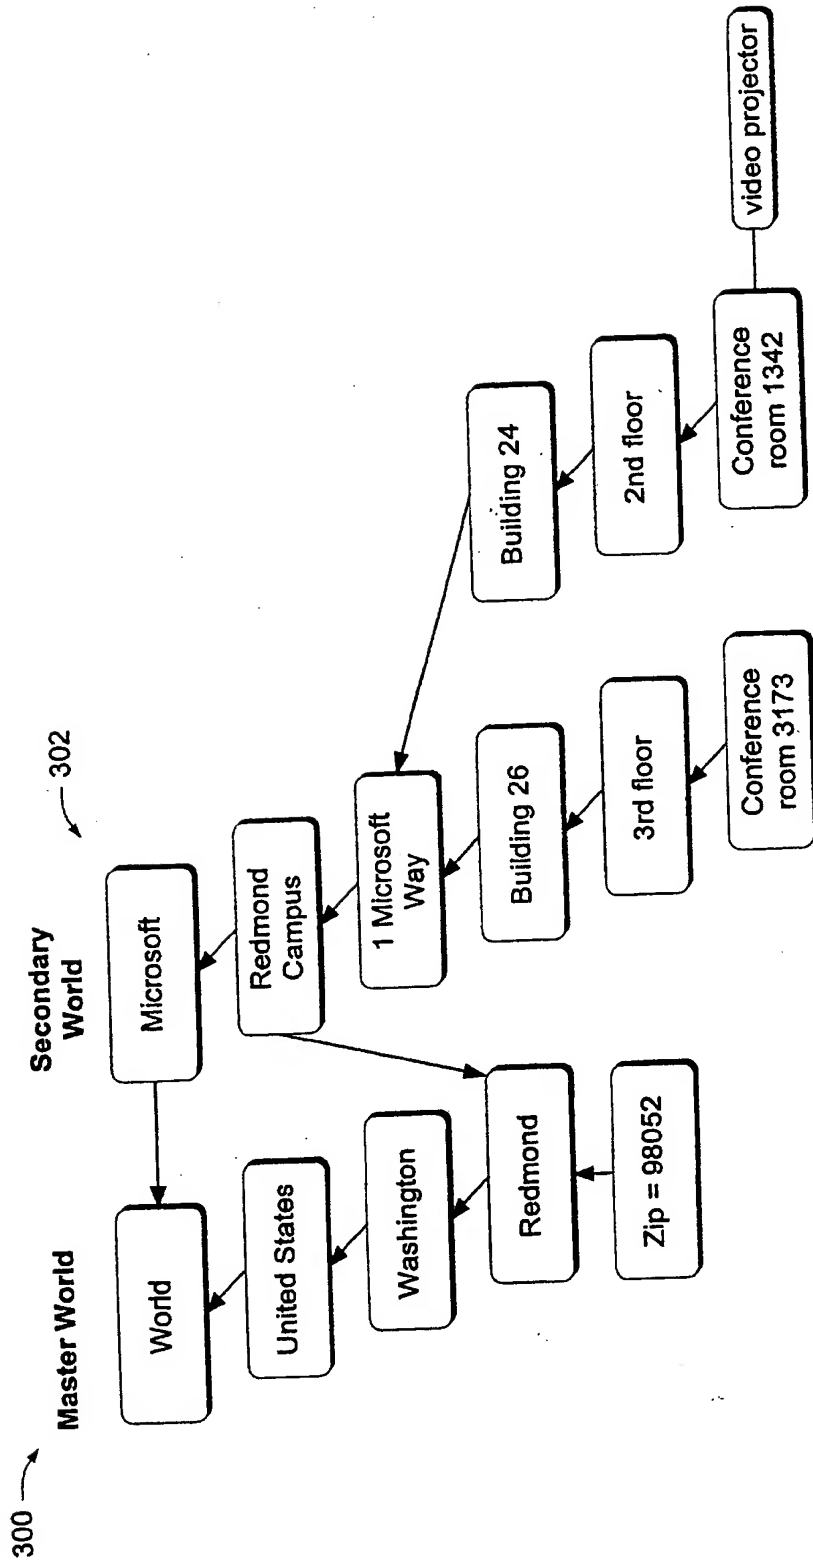 300
Master World
World
United States
Washington
Redmond
Zip = 98052
Secondary
World
302
Microsoft
Redmond
Campus
1 Microsoft
Way
Building 26
3rd floor
Conference
room 3173
Building 24
2nd floor
Conference
room 1342
video projector